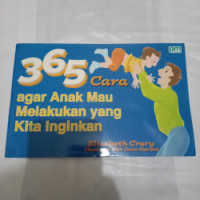 365 Cara
agar Anak Mau
Melakukan yang
Kita Inginkan
Elizabeth Crary